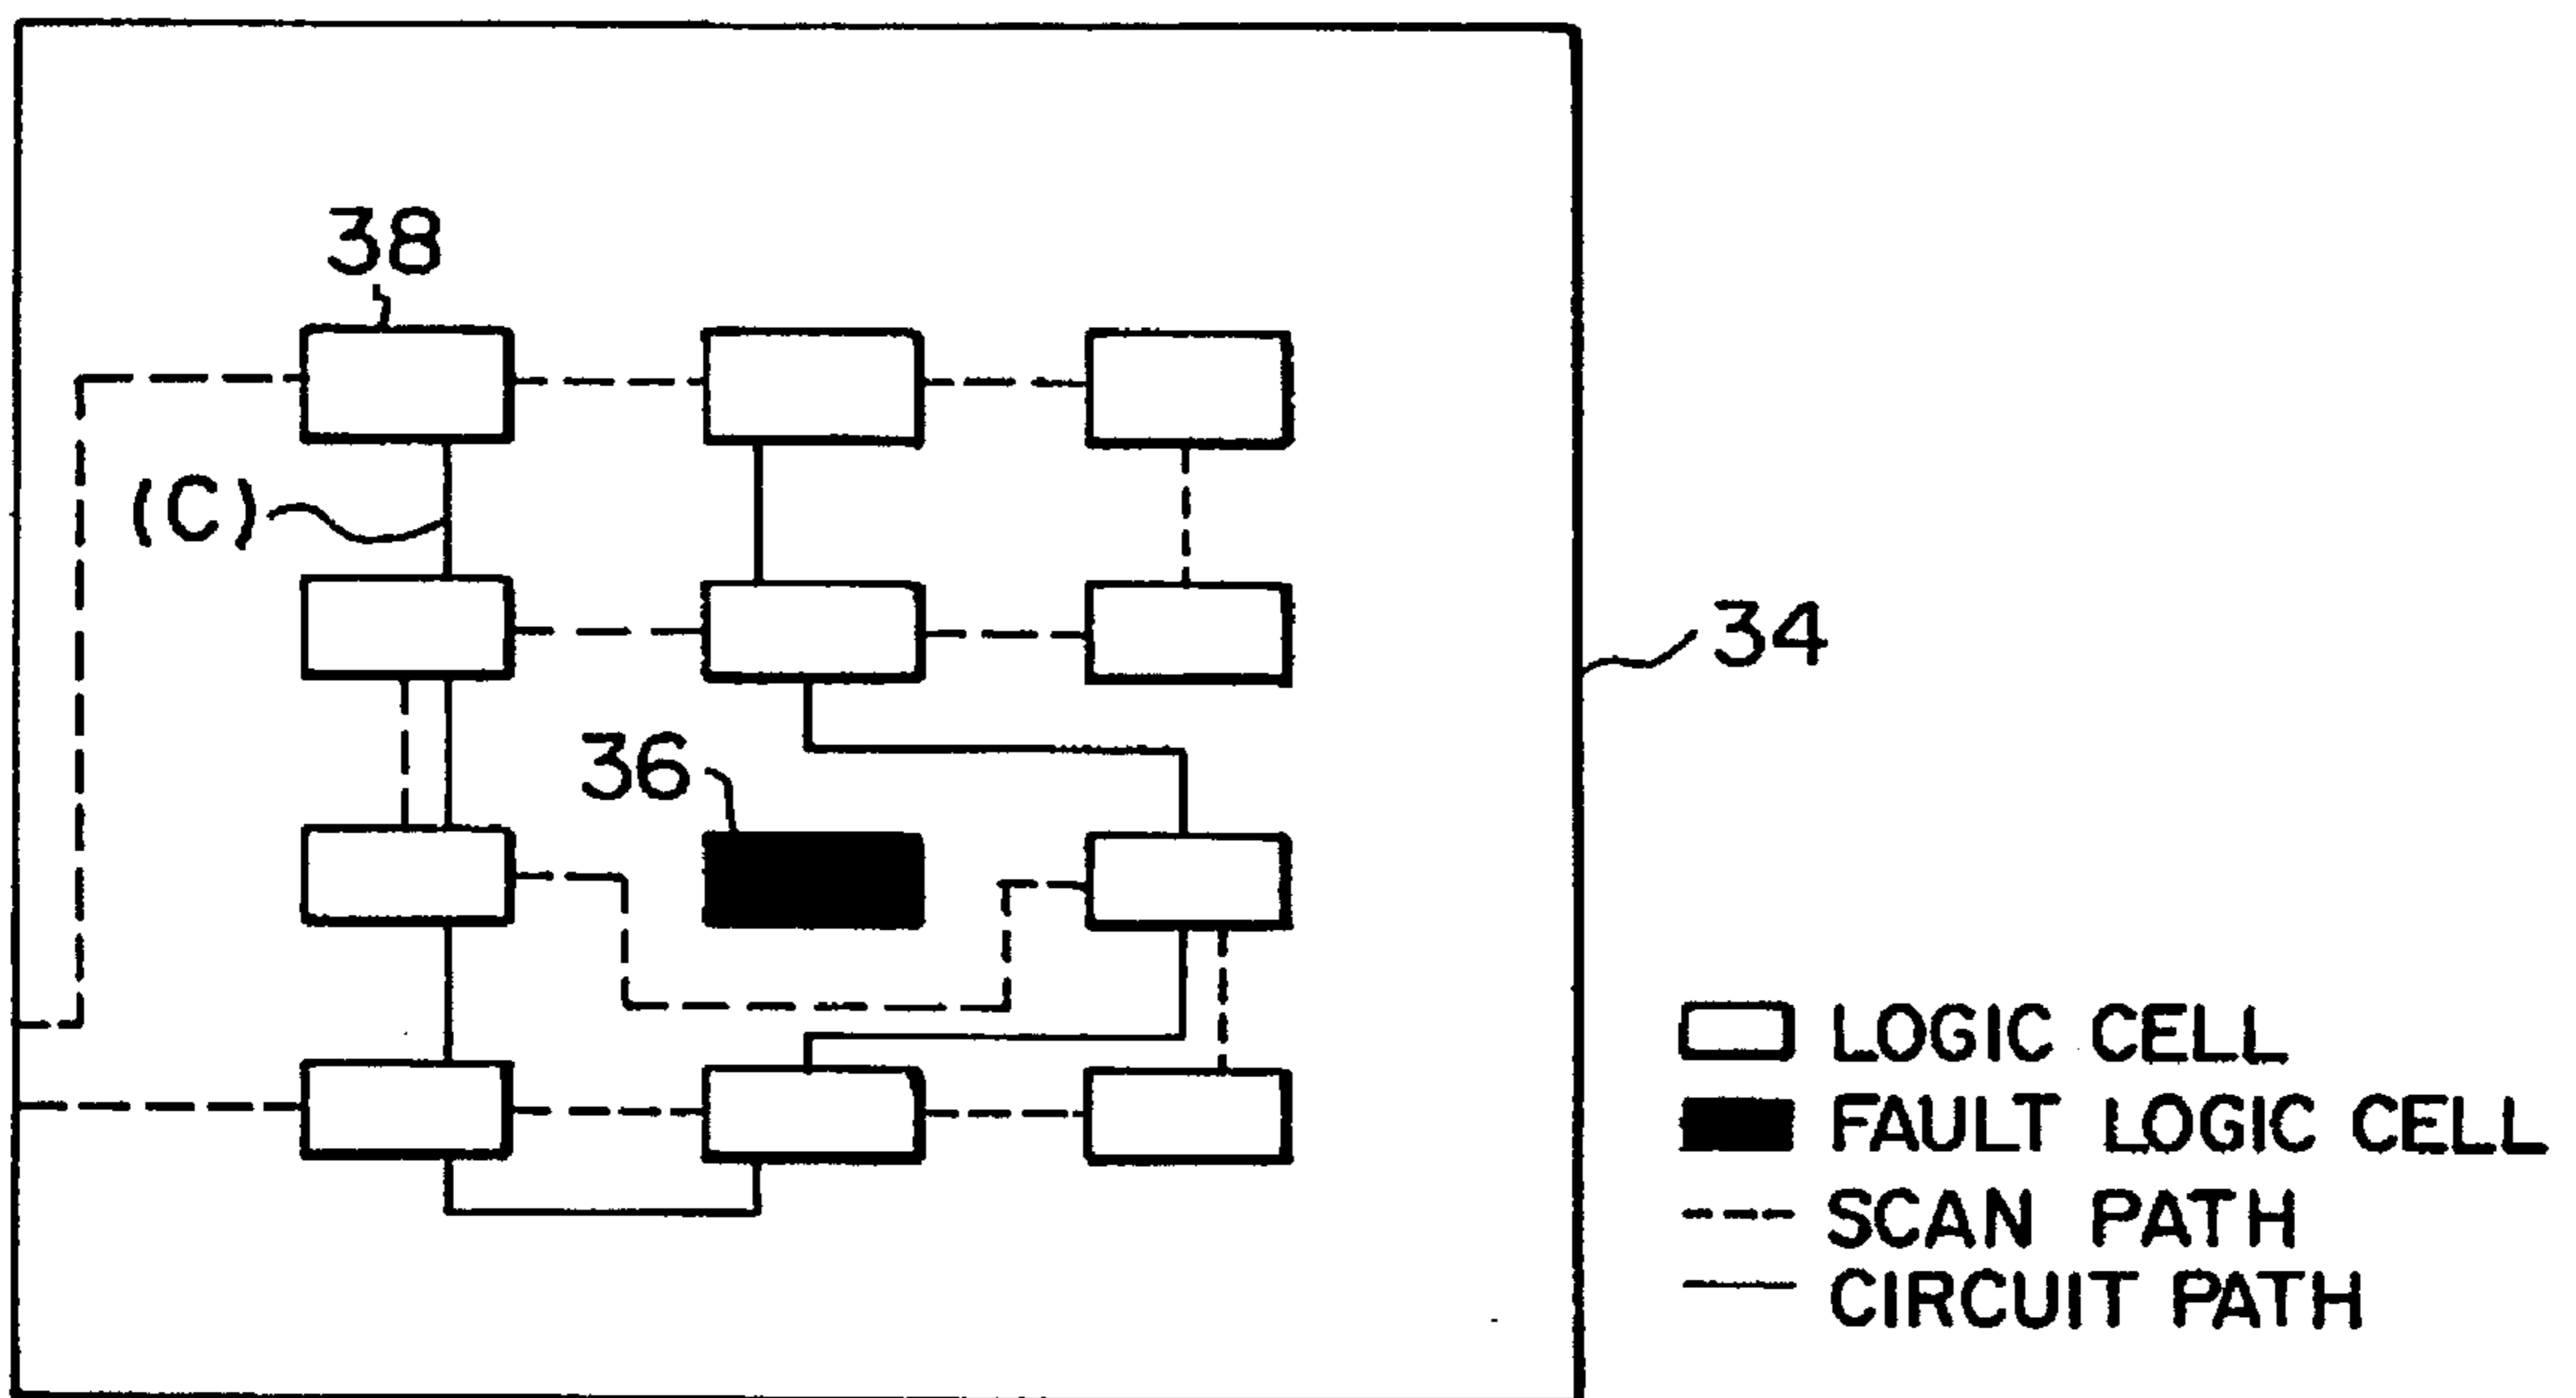 38
(C)
34
36
LOGIC CELL
FAULT LOGIC CELL
SCAN PATH
CIRCUIT PATH